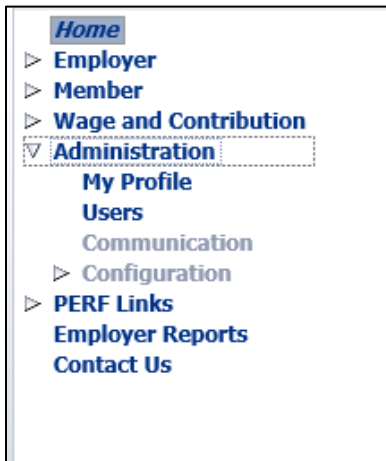 Home
Employer
Member
Wage and Contribution
Administration
My Profile
Users
Communication
Configuration
PERF Links
Employer Reports
Contact Us